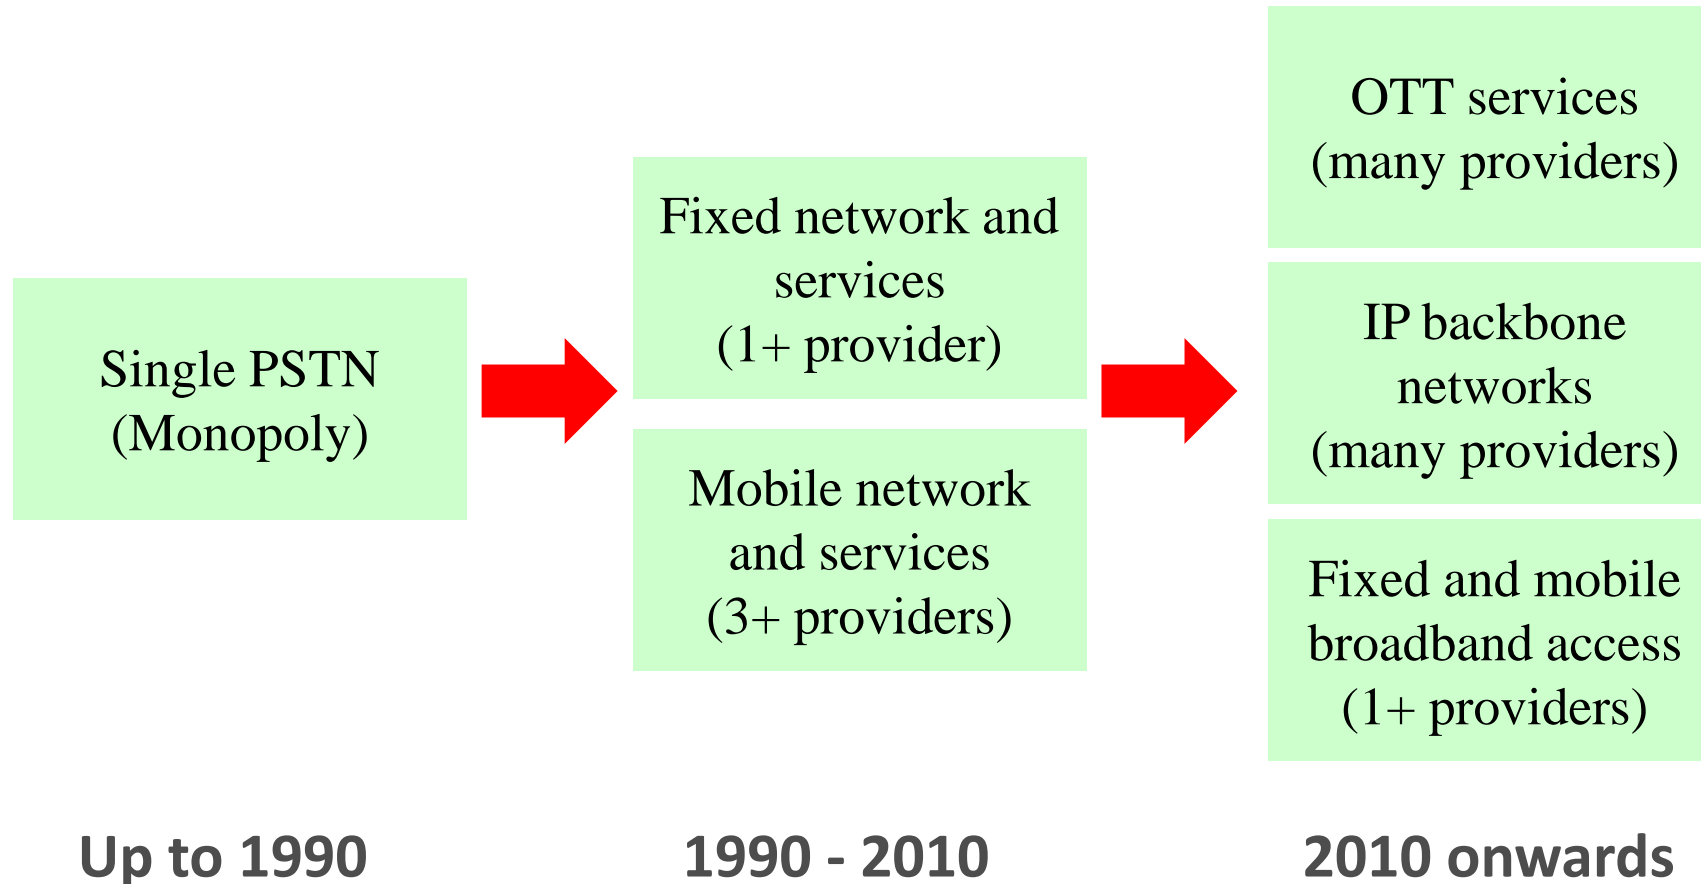 Single PSTN
(Monopoly)
Up to 1990
Fixed network and
services
(1+ provider)
Mobile network
and services
(3+ providers)
1990 - 2010
OTT services
(many providers)
IP backbone
networks
(many providers)
Fixed and mobile
broadband access
(1+ providers)
2010 onwards